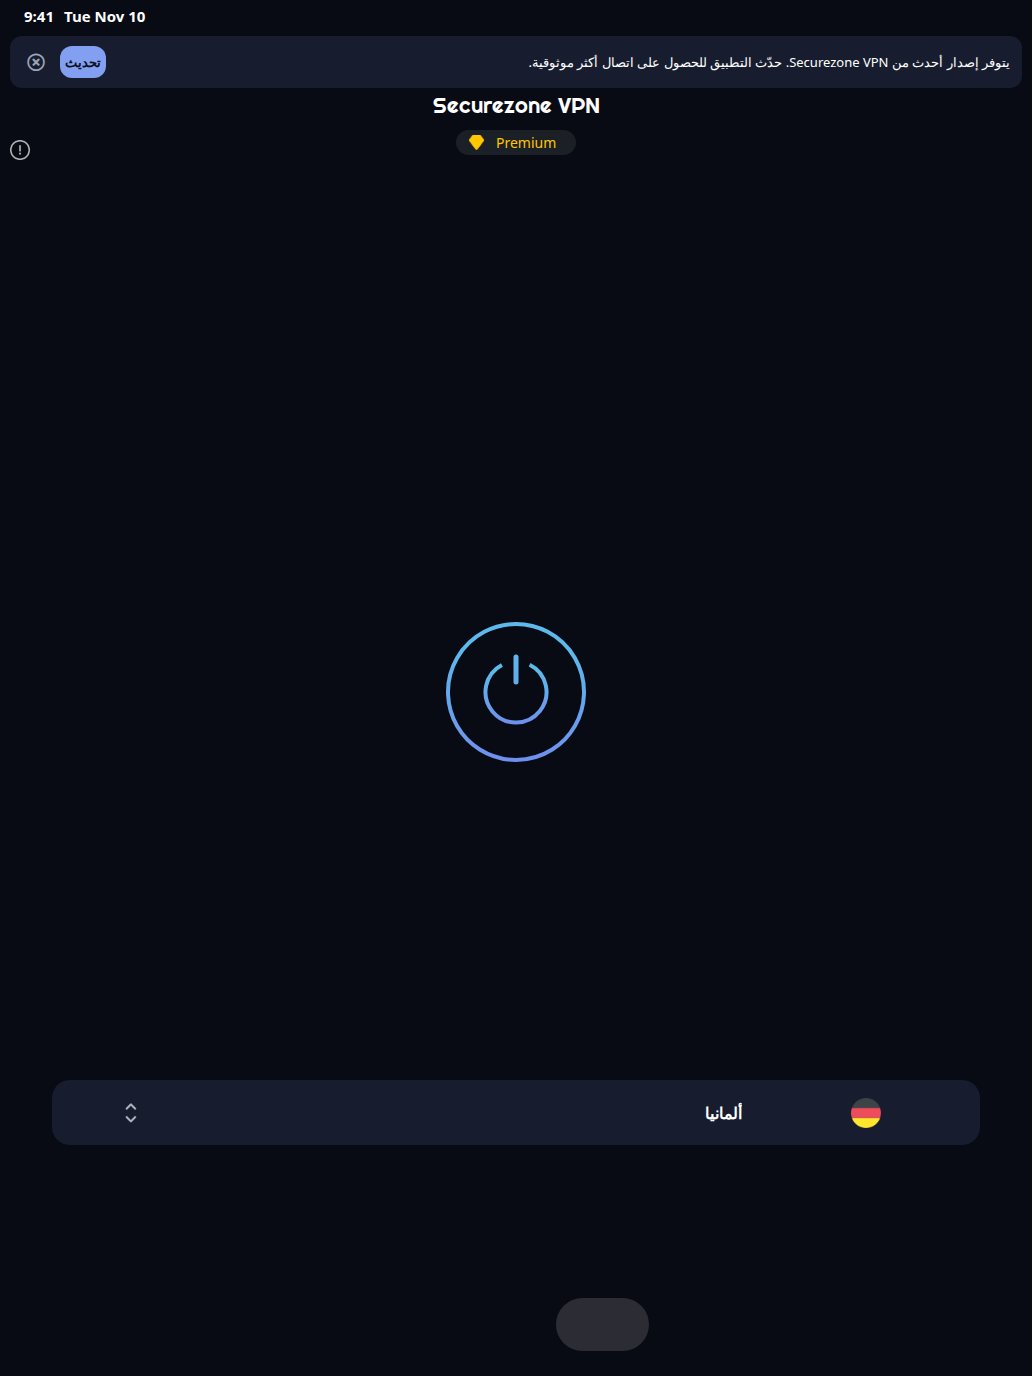 9:41 Tue Nov 10
يتوفر إصدار أحدث من Securezone VPN. حدّث التطبيق للحصول على اتصال أكثر موثوقية.
تحديث
Securezone VPN
Premium
ألمانيا